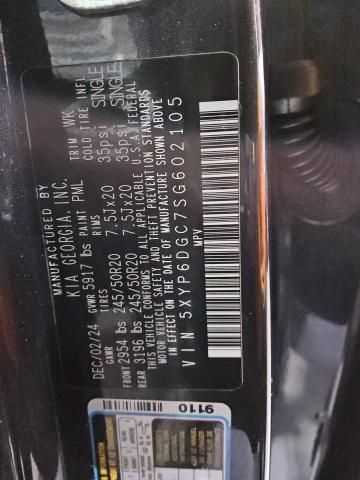 MANUFACTURED BY
KIA GEORGIA, INC.
DEC/02/24 GVWR 5917 lbs PAINT PML TRIM WK
GAWR TIRES RIMS COLD TIRE INFL
FRONT 2954 lbs 245/50R20 7.5Jx20 35psi SINGLE
REAR 3196 lbs 245/50R20 7.5Jx20 35psi SINGLE
THIS VEHICLE CONFORMS TO ALL APPLICABLE U.S.A. FEDERAL
MOTOR VEHICLE SAFETY AND THEFT PREVENTION STANDARDS
IN EFFECT ON THE DATE OF MANUFACTURE SHOWN ABOVE
VIN 5XYP6DGC7SG602105
MPV
9110